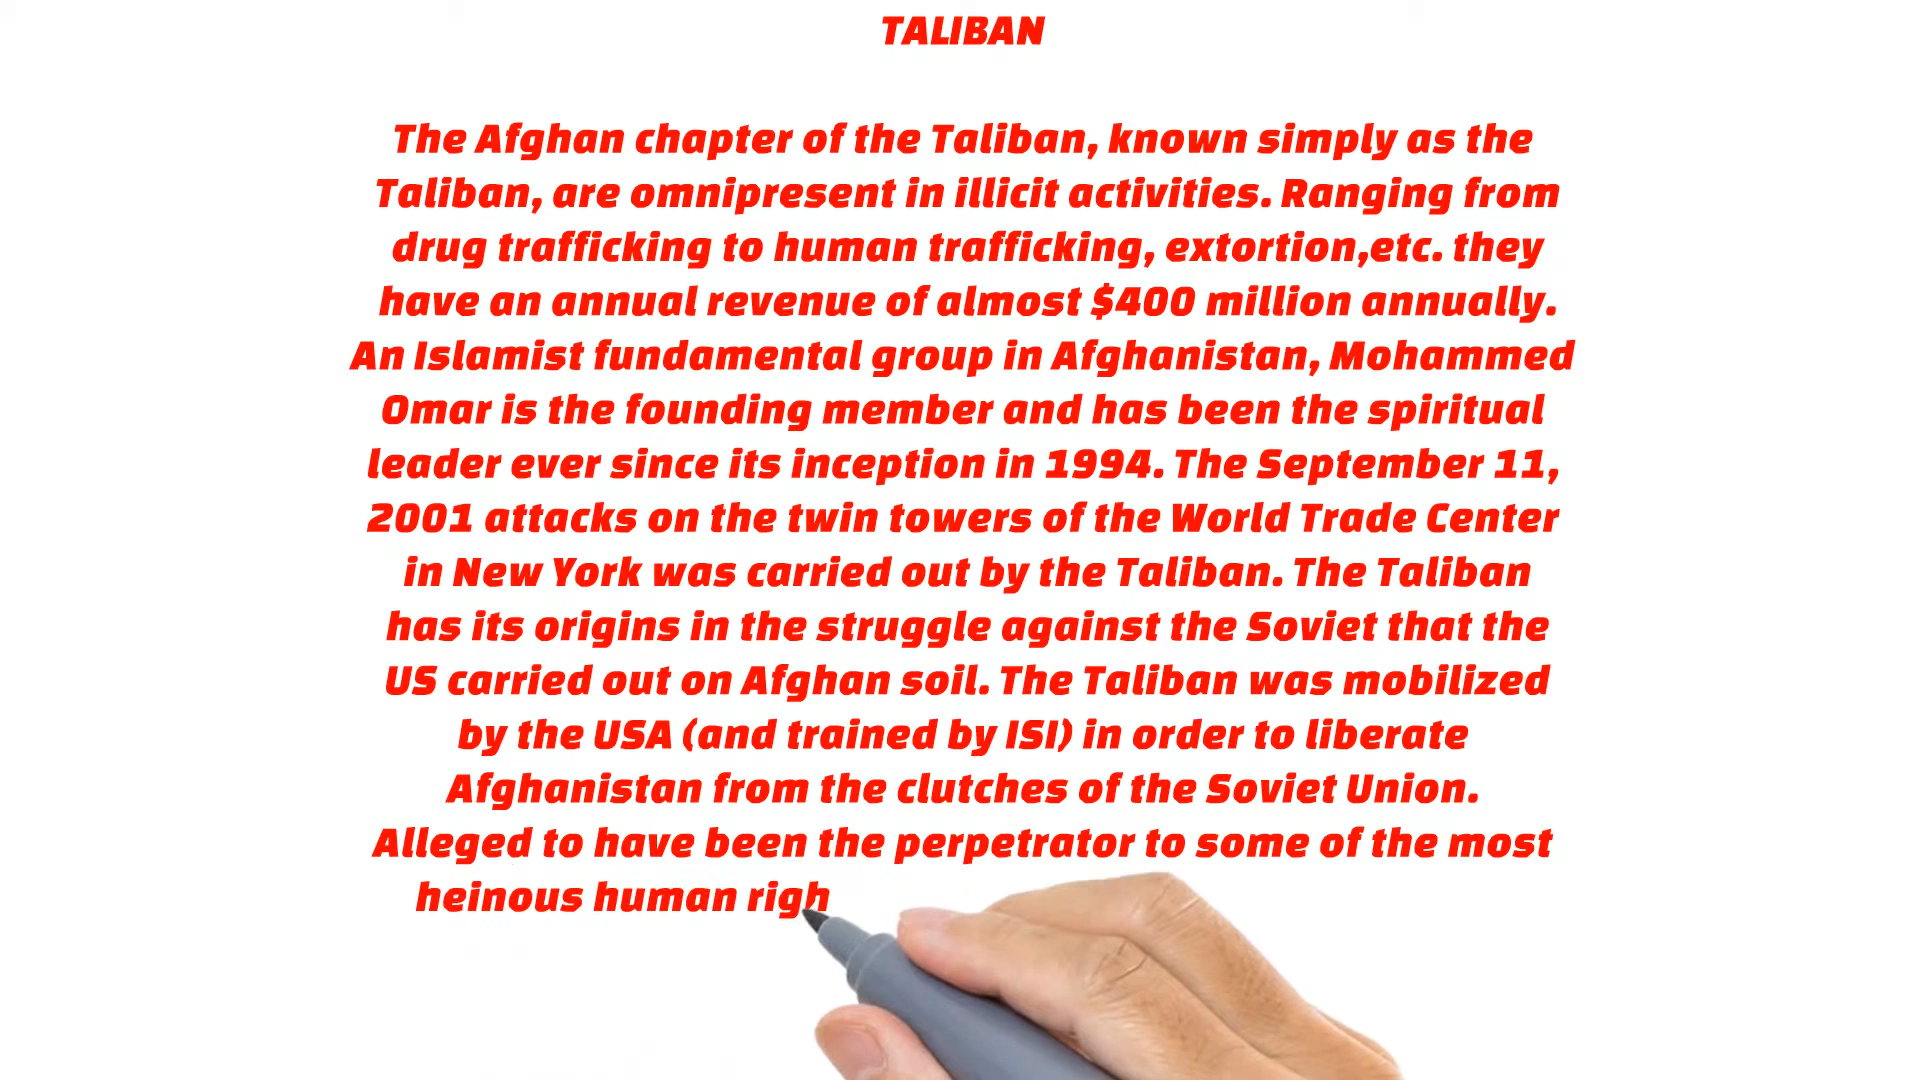 TALIBAN
The Afghan chapter of the Taliban, known simply as the
Taliban, are omnipresent in illicit activities. Ranging from
drug trafficking to human trafficking, extortion,etc. they
have an annual revenue of almost $400 million annually.
An Islamist fundamental group in Afghanistan, Mohammed
Omar is the founding member and has been the spiritual
leader ever since its inception in 1994. The September 11,
2001 attacks on the twin towers of the World Trade Center
in New York was carried out by the Taliban. The Taliban
has its origins in the struggle against the Soviet that the
US carried out on Afghan soil. The Taliban was mobilized
by the USA (and trained by ISI) in order to liberate
Afghanistan from the clutches of the Soviet Union.
Alleged to have been the perpetrator to some of the most
heinous human righ